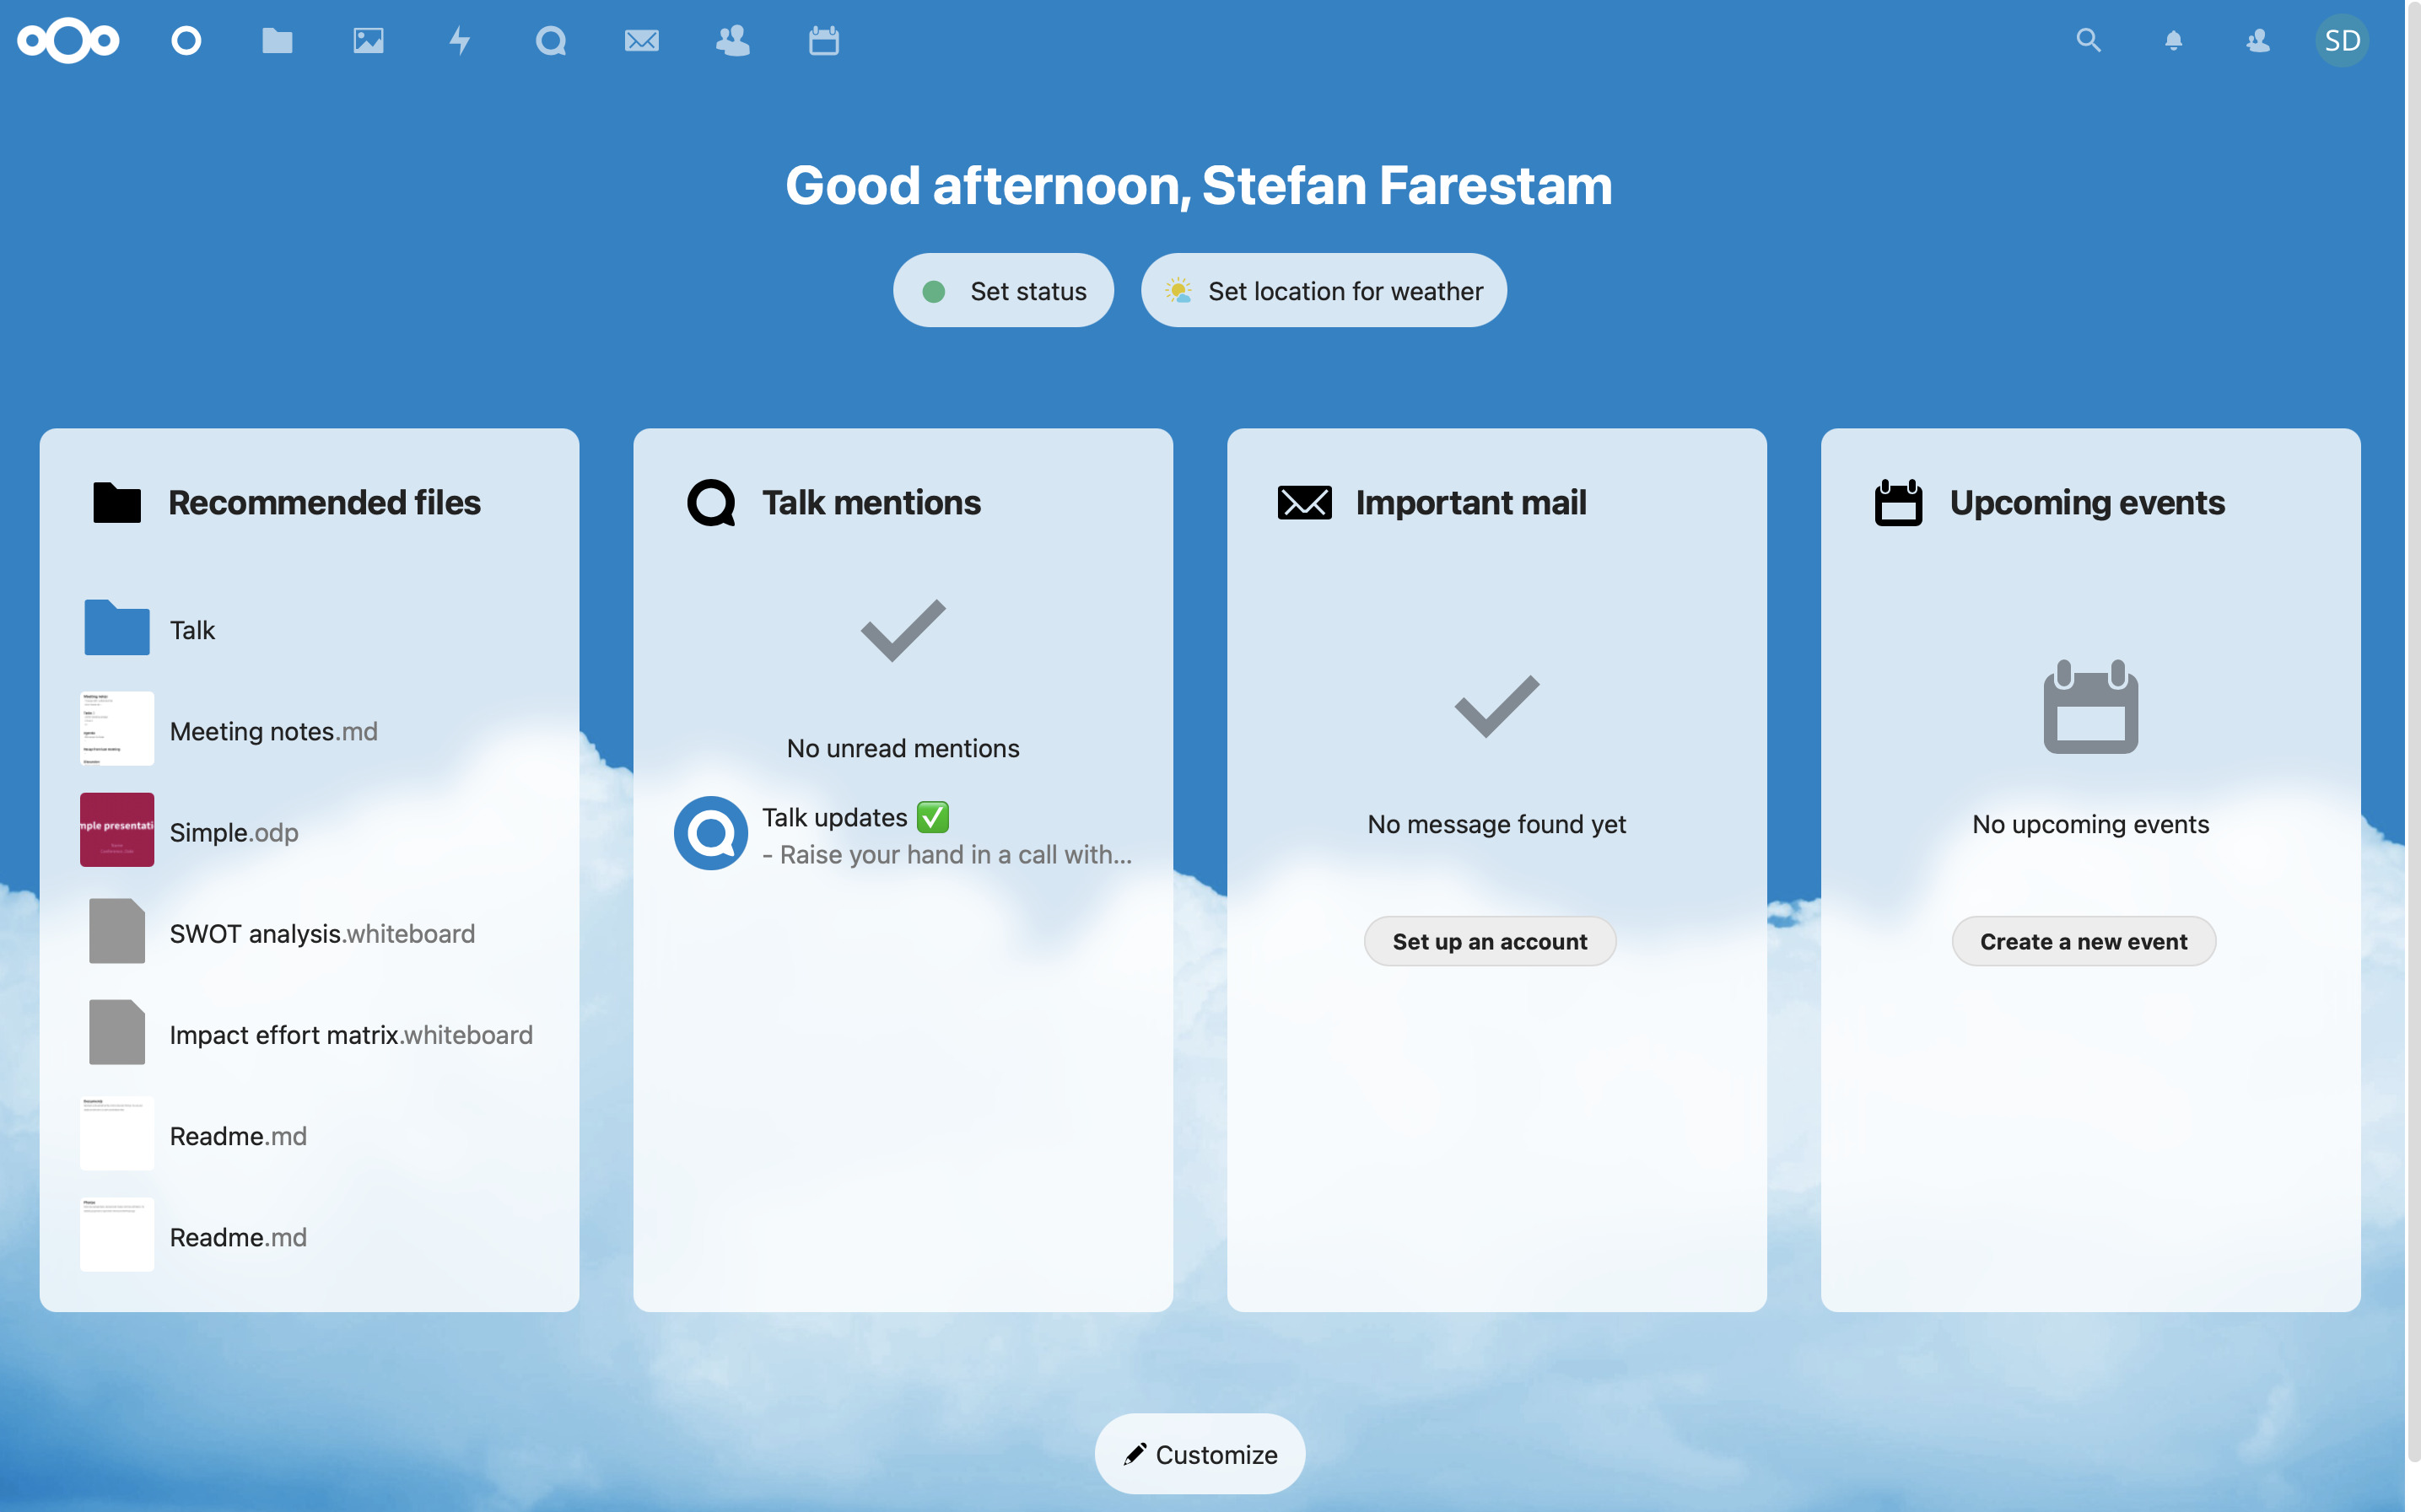 SD
Good afternoon, Stefan Farestam
Set status
Set location for weather
Recommended files
Talk
Meeting notes.md
Simple.odp
SWOT analysis.whiteboard
Impact effort matrix.whiteboard
Readme.md
Readme.md
Talk mentions
No unread mentions
Talk updates ✅
- Raise your hand in a call with...
Important mail
No message found yet
Set up an account
Upcoming events
No upcoming events
Create a new event
Customize